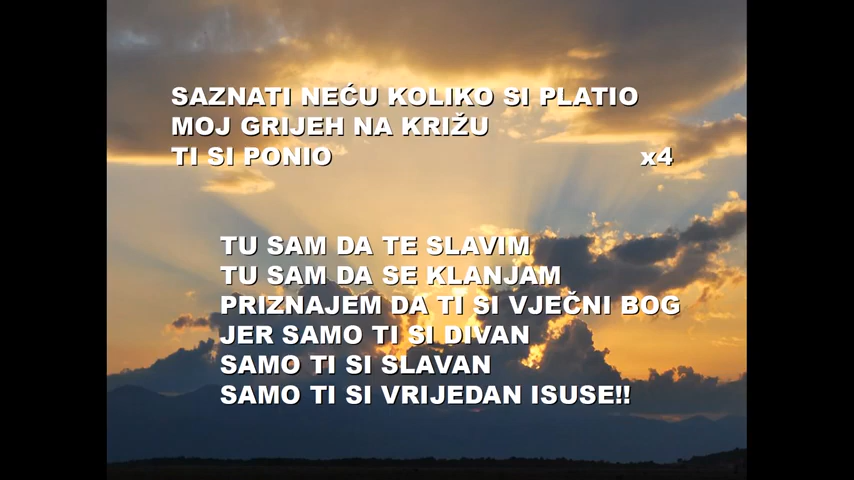 SAZNATI NEĆU KOLIKO SI PLATIO
MOJ GRIJEH NA KRIŽU
TI SI PONIO x4
TU SAM DA TE SLAVIM
TU SAM DA SE KLANJAM
PRIZNAJEM DA TI SI VJEČNI BOG
JER SAMO TI SI DIVAN
SAMO TI SI SLAVAN
SAMO TI SI VRIJEDAN ISUSE!!